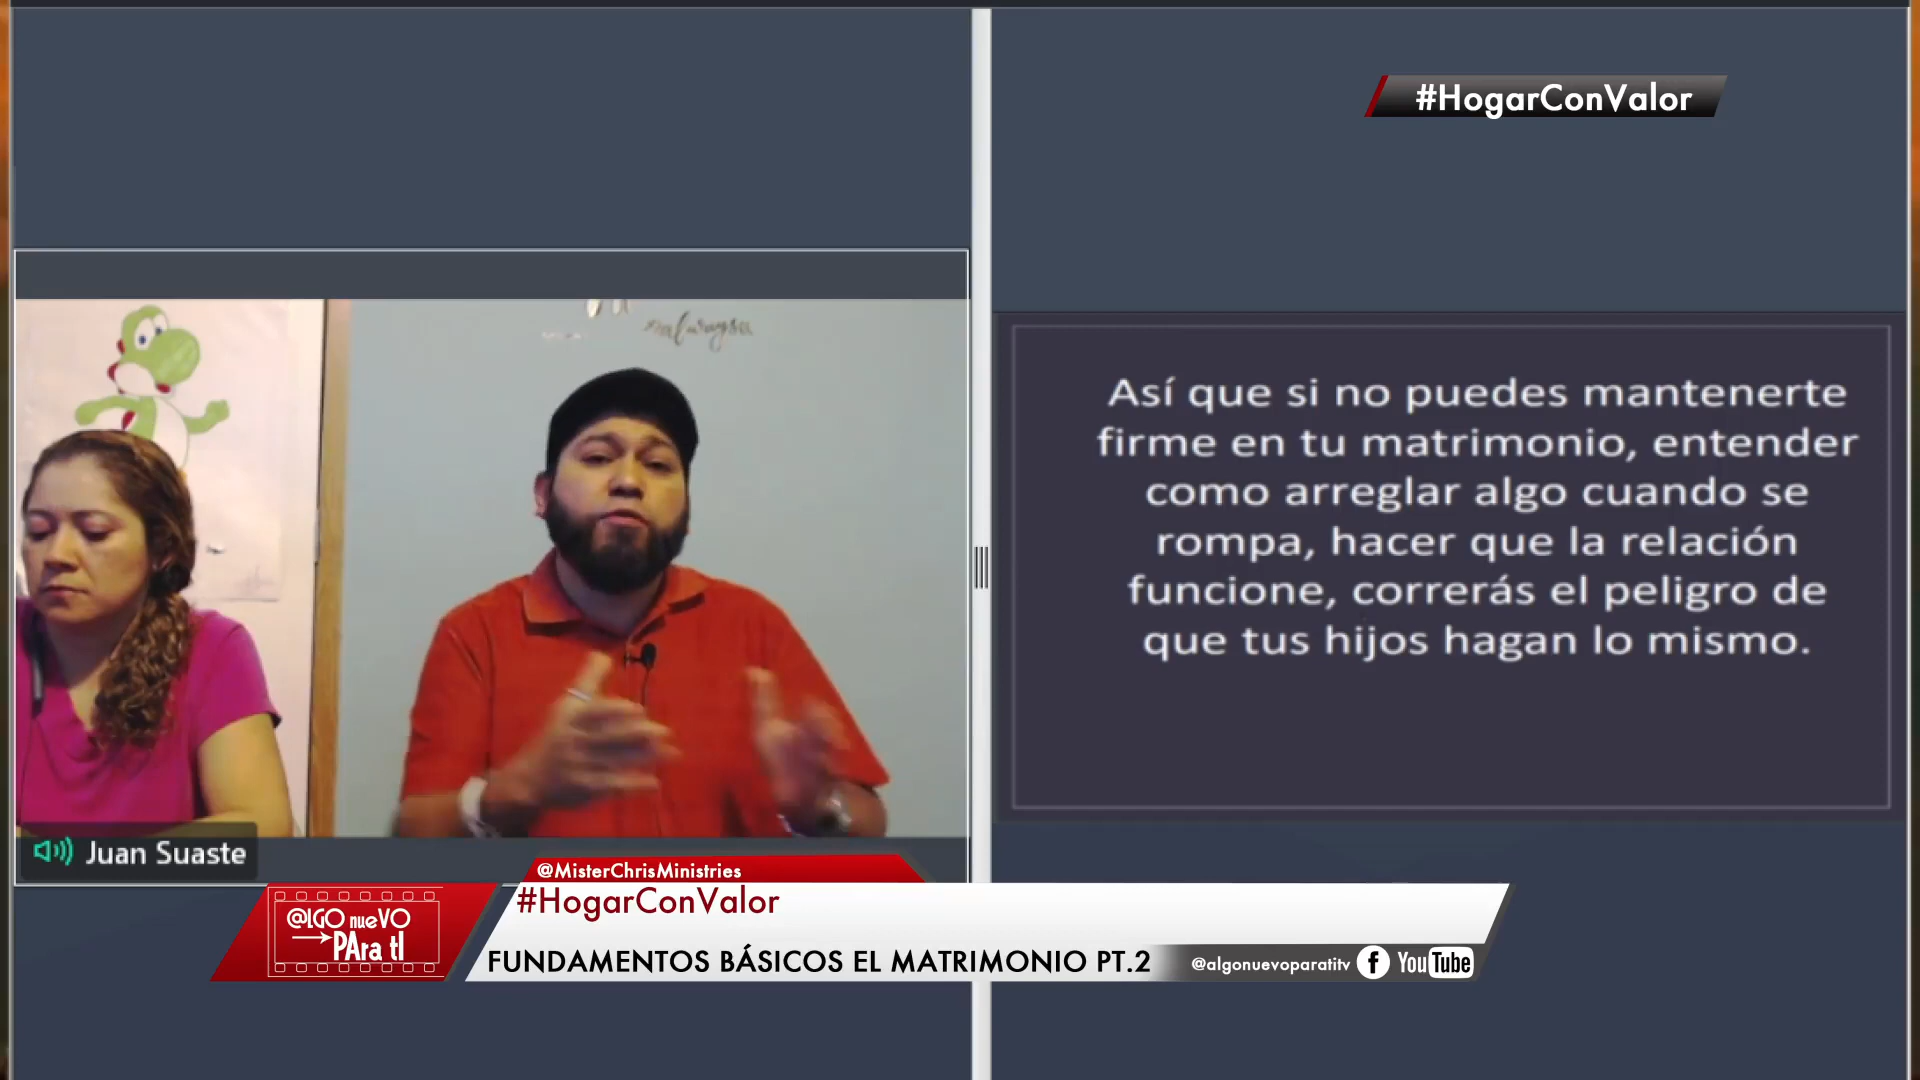 #HogarConValor
always
Así que si no puedes mantenerte
firme en tu matrimonio, entender
como arreglar algo cuando se
rompa, hacer que la relación
funcione, correrás el peligro de
que tus hijos hagan lo mismo.
Juan Suaste
@MisterChrisMinistries
#HogarConValor
@LGO nueVO
PAra tI
FUNDAMENTOS BÁSICOS EL MATRIMONIO PT.2
@algonuevoparatitv f YouTube